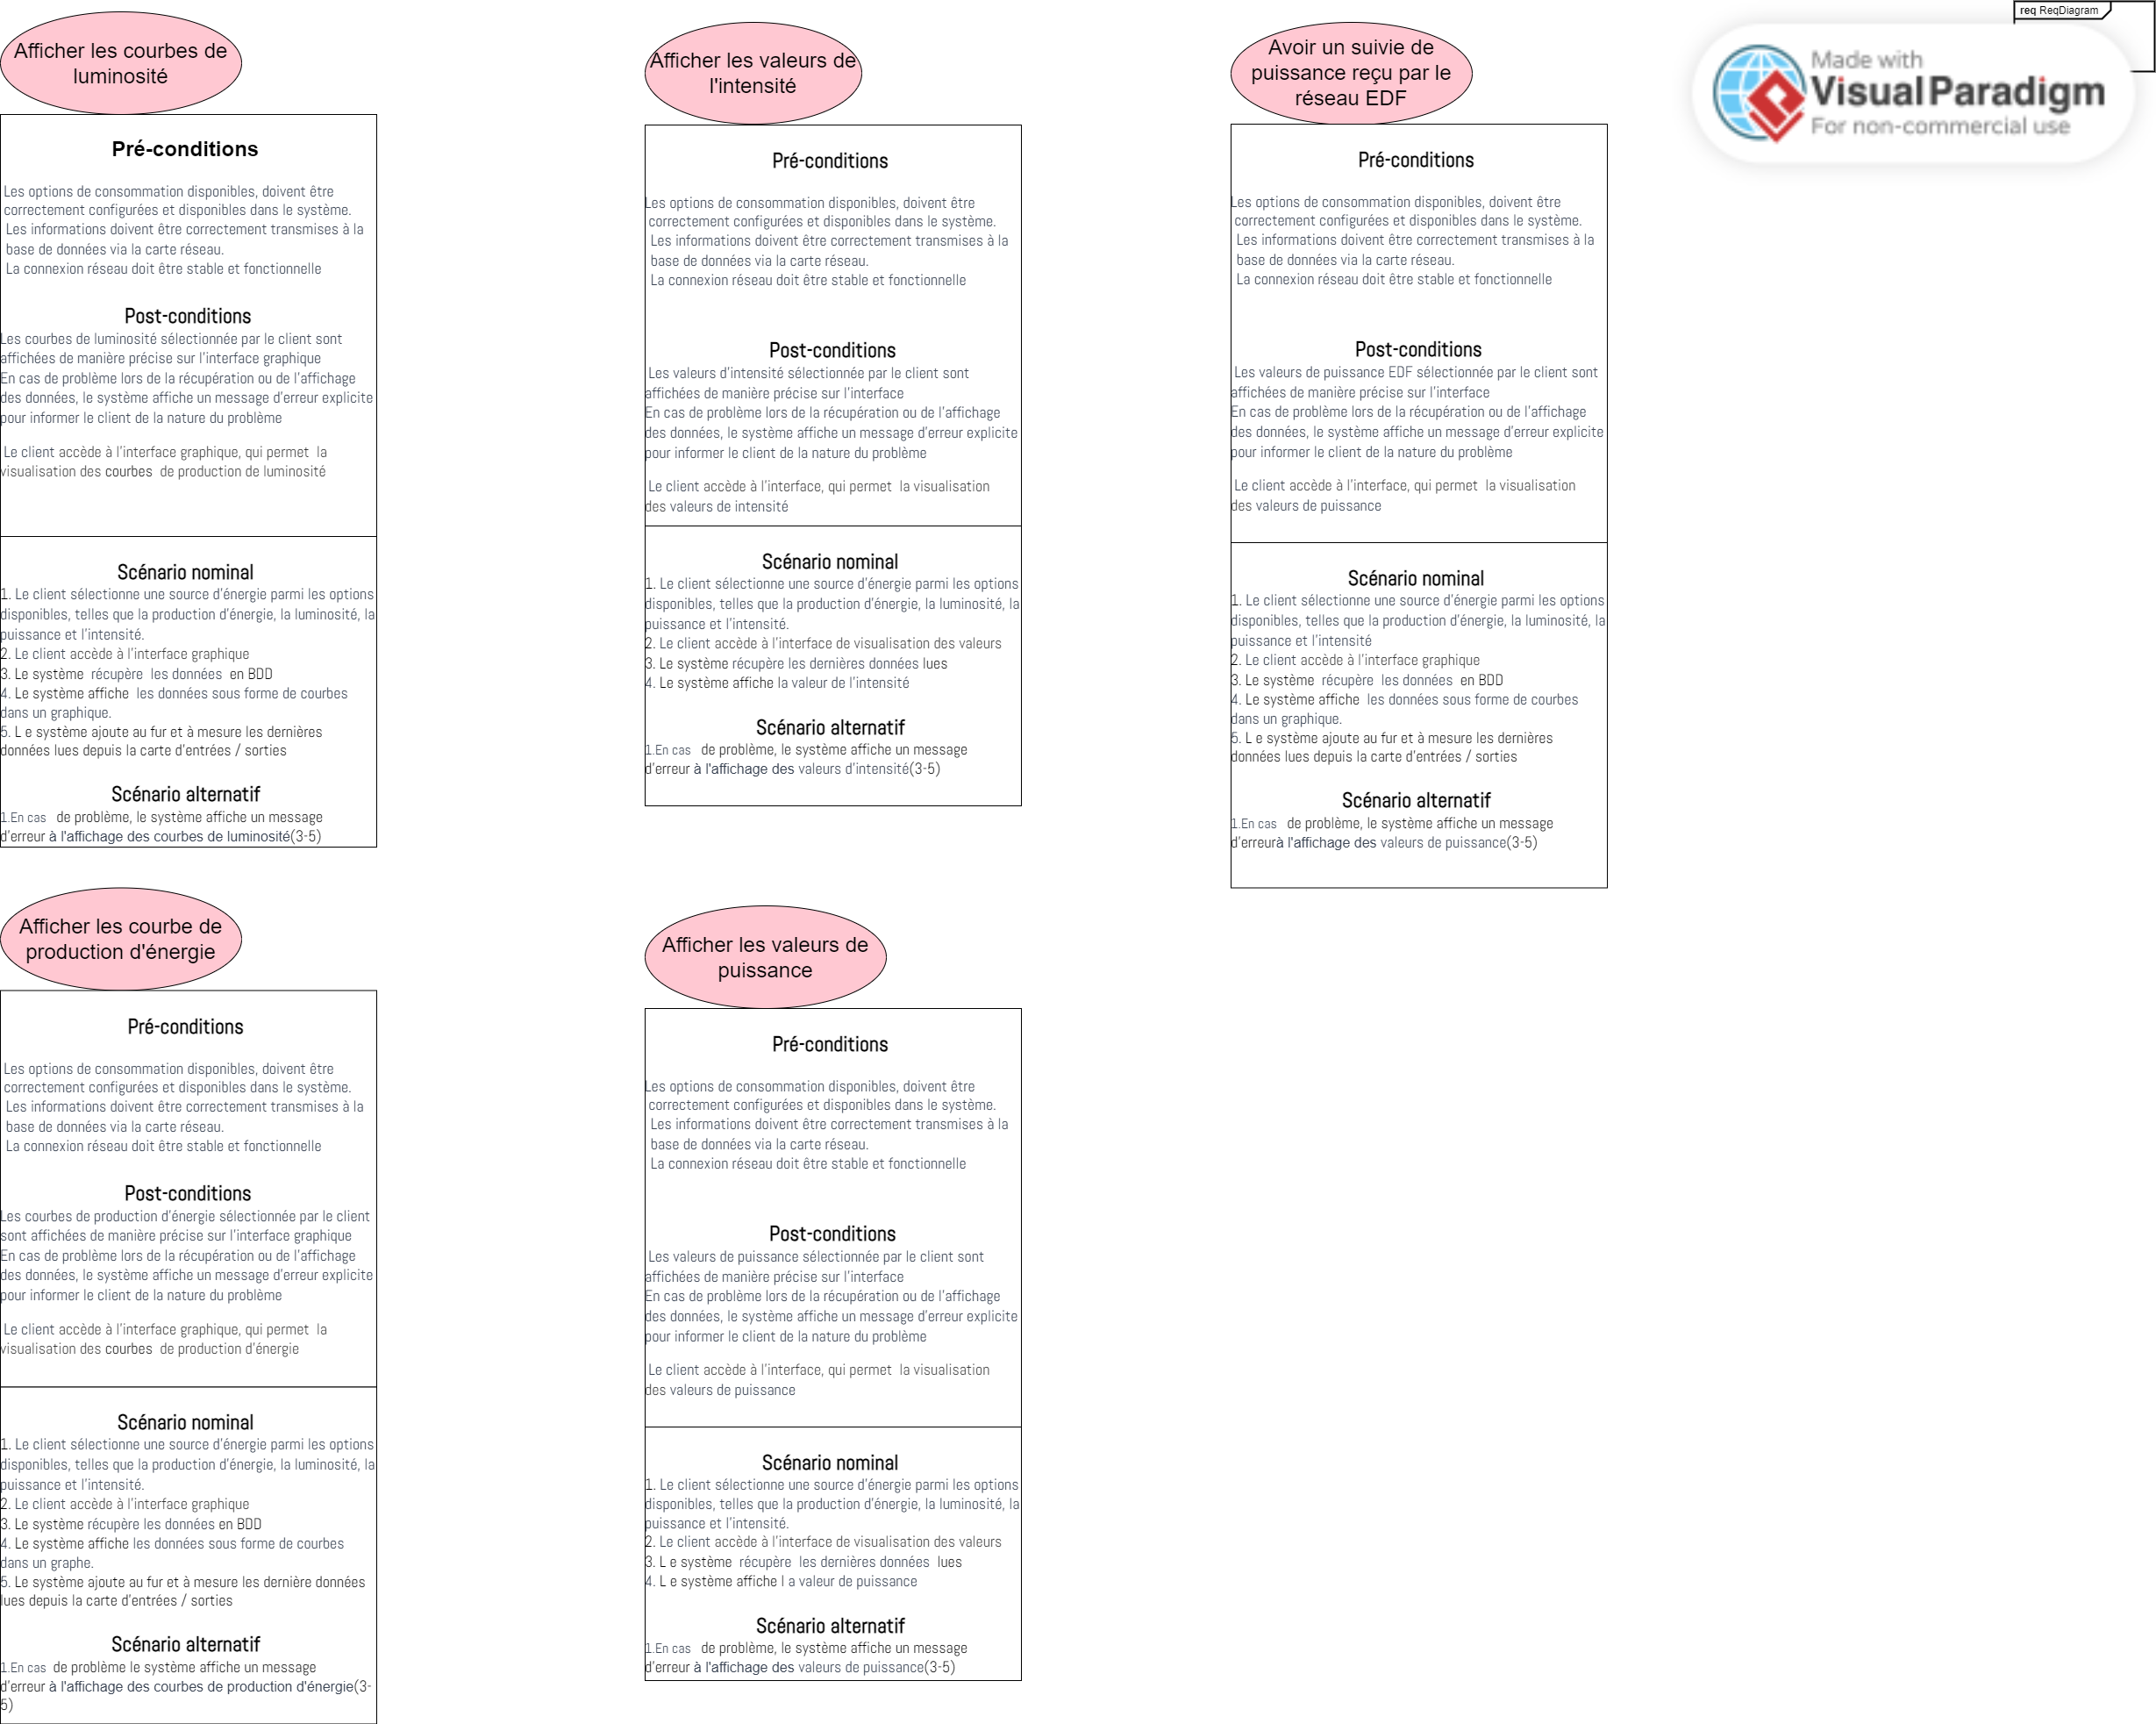 Afficher les courbes de
luminosité
Pré-conditions
Les options de consommation disponibles, doivent être
correctement configurées et disponibles dans le système.
Les informations doivent être correctement transmises à la
base de données via la carte réseau.
La connexion réseau doit être stable et fonctionnelle
Post-conditions
Les courbes de luminosité sélectionnée par le client sont
affichées de manière précise sur l'interface graphique
En cas de problème lors de la récupération ou de l'affichage
des données, le système affiche un message d'erreur explicite
pour informer le client de la nature du problème
Le client accède à l'interface graphique, qui permet la
visualisation des courbes de production de luminosité
Scénario nominal
1. Le client sélectionne une source d'énergie parmi les options
disponibles, telles que la production d'énergie, la luminosité, la
puissance et l'intensité.
2. Le client accède à l'interface graphique
3. Le système récupère les données en BDD
4. Le système affiche les données sous forme de courbes
dans un graphique.
5. L e système ajoute au fur et à mesure les dernières
données lues depuis la carte d'entrées / sorties
Scénario alternatif
1.En cas de problème, le système affiche un message
d'erreur à l'affichage des courbes de luminosité(3-5)
Afficher les valeurs de
l'intensité
Pré-conditions
Les options de consommation disponibles, doivent être
correctement configurées et disponibles dans le système.
Les informations doivent être correctement transmises à la
base de données via la carte réseau.
La connexion réseau doit être stable et fonctionnelle
Post-conditions
Les valeurs d'intensité sélectionnée par le client sont
affichées de manière précise sur l'interface
En cas de problème lors de la récupération ou de l'affichage
des données, le système affiche un message d'erreur explicite
pour informer le client de la nature du problème
Le client accède à l'interface, qui permet la visualisation
des valeurs de intensité
Scénario nominal
1. Le client sélectionne une source d'énergie parmi les options
disponibles, telles que la production d'énergie, la luminosité, la
puissance et l'intensité.
2. Le client accède à l'interface de visualisation des valeurs
3. Le système récupère les dernières données lues
4. Le système affiche la valeur de l'intensité
Scénario alternatif
1.En cas de problème, le système affiche un message
d'erreur à l'affichage des valeurs d'intensité(3-5)
Avoir un suivie de
puissance reçu par le
réseau EDF
Pré-conditions
Les options de consommation disponibles, doivent être
correctement configurées et disponibles dans le système.
Les informations doivent être correctement transmises à la
base de données via la carte réseau.
La connexion réseau doit être stable et fonctionnelle
Post-conditions
Les valeurs de puissance EDF sélectionnée par le client sont
affichées de manière précise sur l'interface
En cas de problème lors de la récupération ou de l'affichage
des données, le système affiche un message d'erreur explicite
pour informer le client de la nature du problème
Le client accède à l'interface, qui permet la visualisation
des valeurs de puissance
Scénario nominal
1. Le client sélectionne une source d'énergie parmi les options
disponibles, telles que la production d'énergie, la luminosité, la
puissance et l'intensité
2. Le client accède à l'interface graphique
3. Le système récupère les données en BDD
4. Le système affiche les données sous forme de courbes
dans un graphique.
5. L e système ajoute au fur et à mesure les dernières
données lues depuis la carte d'entrées / sorties
Scénario alternatif
1.En cas de problème, le système affiche un message
d'erreurà l'affichage des valeurs de puissance(3-5)
req ReqDiagram
Made with
Visual Paradigm
For non-commercial use
Afficher les courbe de
production d'énergie
Pré-conditions
Les options de consommation disponibles, doivent être
correctement configurées et disponibles dans le système.
Les informations doivent être correctement transmises à la
base de données via la carte réseau.
La connexion réseau doit être stable et fonctionnelle
Post-conditions
Les courbes de production d'énergie sélectionnée par le client
sont affichées de manière précise sur l'interface graphique
En cas de problème lors de la récupération ou de l'affichage
des données, le système affiche un message d'erreur explicite
pour informer le client de la nature du problème
Le client accède à l'interface graphique, qui permet la
visualisation des courbes de production d'énergie
Scénario nominal
1. Le client sélectionne une source d'énergie parmi les options
disponibles, telles que la production d'énergie, la luminosité, la
puissance et l'intensité.
2. Le client accède à l'interface graphique
3. Le système récupère les données en BDD
4. Le système affiche les données sous forme de courbes
dans un graphe.
5. Le système ajoute au fur et à mesure les dernière données
lues depuis la carte d'entrées / sorties
Scénario alternatif
1.En cas de problème le système affiche un message
d'erreur à l'affichage des courbes de production d'énergie(3-
5)
Afficher les valeurs de
puissance
Pré-conditions
Les options de consommation disponibles, doivent être
correctement configurées et disponibles dans le système.
Les informations doivent être correctement transmises à la
base de données via la carte réseau.
La connexion réseau doit être stable et fonctionnelle
Post-conditions
Les valeurs de puissance sélectionnée par le client sont
affichées de manière précise sur l'interface
En cas de problème lors de la récupération ou de l'affichage
des données, le système affiche un message d'erreur explicite
pour informer le client de la nature du problème
Le client accède à l'interface, qui permet la visualisation
des valeurs de puissance
Scénario nominal
1. Le client sélectionne une source d'énergie parmi les options
disponibles, telles que la production d'énergie, la luminosité, la
puissance et l'intensité.
2. Le client accède à l'interface de visualisation des valeurs
3. L e système récupère les dernières données lues
4. L e système affiche l a valeur de puissance
Scénario alternatif
1.En cas de problème, le système affiche un message
d'erreur à l'affichage des valeurs de puissance(3-5)